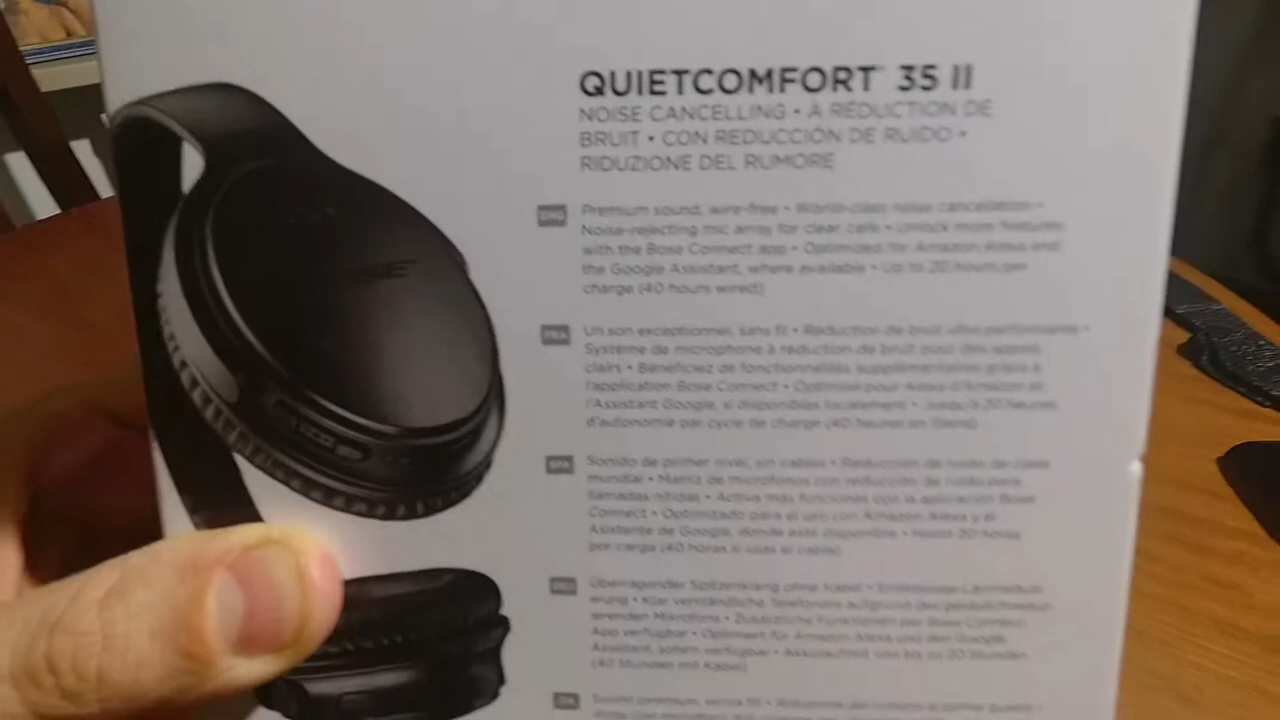 QUIETCOMFORT 35 II
NOISE CANCELLING • À RÉDUCTION DE
BRUIT • CON REDUCCIÓN DE RUIDO •
RIDUZIONE DEL RUMORE
ENG
Premium sound, wire-free • World-class noise cancellation •
Noise-rejecting mic array for clear calls • Unlock more features
with the Bose Connect app • Optimized for Amazon Alexa and
the Google Assistant, where available • Up to 20 hours per
charge (40 hours wired)
FRA
Un son exceptionnel, sans fil • Réduction de bruit ultra-performante •
Système de microphone à réduction de bruit pour des appels
clairs • Bénéficiez de fonctionnalités supplémentaires grâce à
l'application Bose Connect • Optimisé pour Alexa d'Amazon et
l'Assistant Google, si disponibles localement • Jusqu'à 20 heures
d'autonomie par cycle de charge (40 heures en filaire)
SPA
Sonido de primer nivel, sin cables • Reducción de ruido de clase
mundial • Matriz de micrófonos con reducción de ruido para
llamadas nítidas • Activa más funciones con la aplicación Bose
Connect • Optimizado para el uso con Amazon Alexa y el
Asistente de Google, donde esté disponible • Hasta 20 horas
por carga (40 horas si usas el cable)
Überragender Spitzenklang ohne Kabel •
Klar verständliche Telefonate aufgrund
Mikrofons • Zusätzliche Funktionen per Bose Connect
App verfügbar • Optimiert für Amazon Alexa und den Google
Assistant, sofern verfügbar • Akkulaufzeit von bis zu 20 Stunden
(40 Stunden mit Kabel)